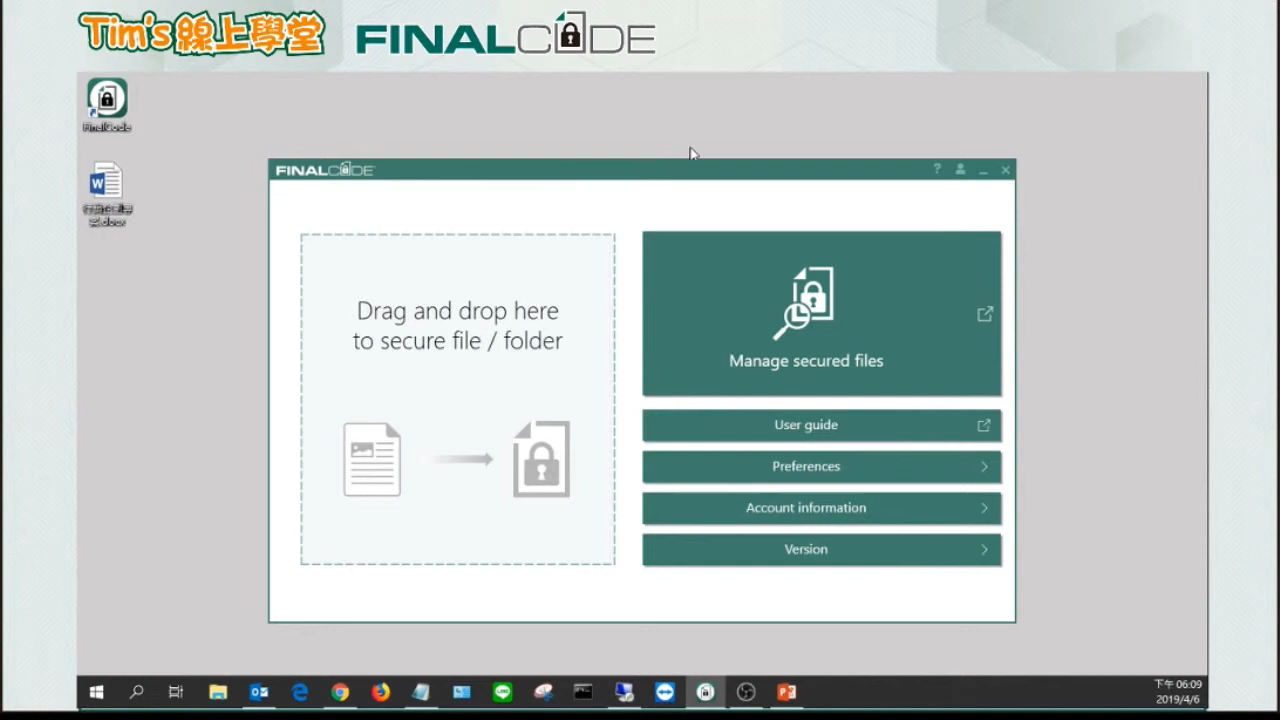 Tim's線上學堂
FINALCODE
FinalCode
FINALCODE
?
Drag and drop here
to secure file / folder
Manage secured files
User guide
Preferences
Account information
Version
.docx
下午 06:09
2019/4/6